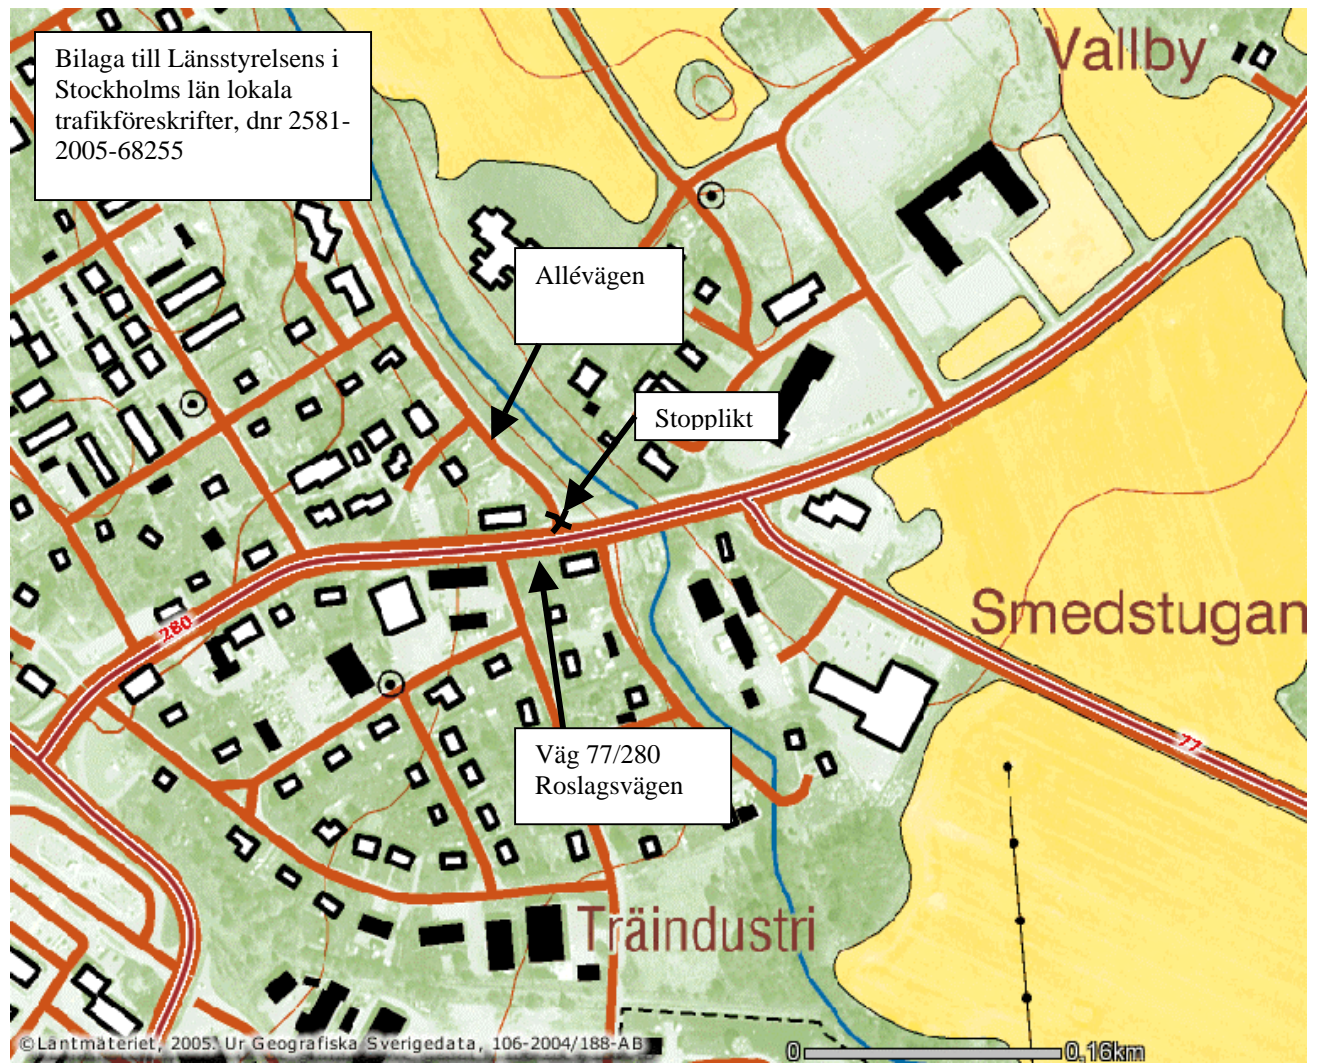 Bilaga till Länsstyrelsens i
Stockholms län lokala
trafikföreskrifter, dnr 2581-
2005-68255
Vallby
Allévägen
Stopplikt
Smedstugan
280
77
Väg 77/280
Roslagsvägen
Träindustri
©Lantmäteriet, 2005. Ur Geografiska Sverigedata, 106-2004/188-AB
0 0,16km